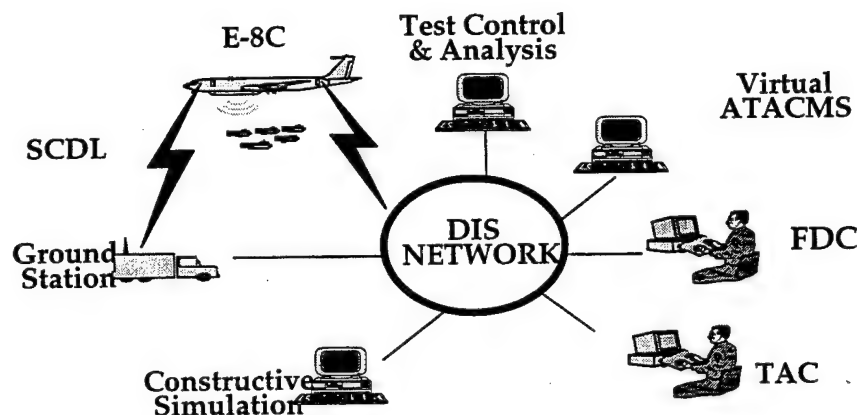 E-8C
Test Control
& Analysis
Virtual
ATACMS
SCDL
DIS
NETWORK
FDC
Ground
Station
Constructive
Simulation
TAC